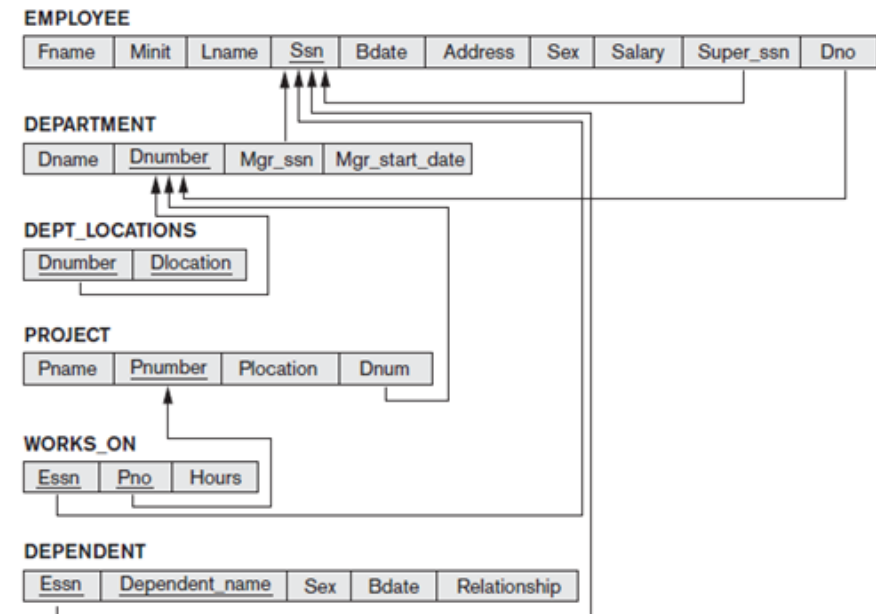 EMPLOYEE
Fname Minit Lname Ssn Bdate Address Sex Salary Super_ssn Dno
DEPARTMENT
Dname Dnumber Mgr_ssn Mgr_start_date
DEPT_LOCATIONS
Dnumber Dlocation
PROJECT
Pname Pnumber Plocation Dnum
WORKS_ON
Essn Pno Hours
DEPENDENT
Essn Dependent_name Sex Bdate Relationship